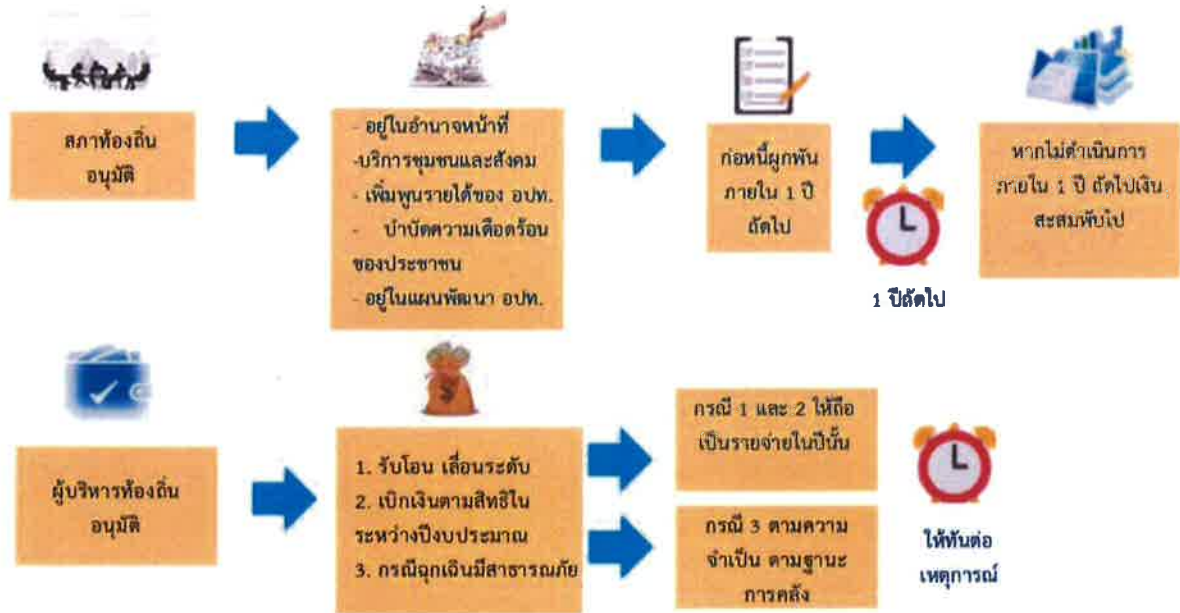 สภาท้องถิ่น
อนุมัติ
- อยู่ในอำนาจหน้าที่
-บริการชุมชนและสังคม
- เพิ่มพูนรายได้ของ อปท.
- บำบัดความเดือดร้อน
ของประชาชน
- อยู่ในแผนพัฒนา อปท.
ก่อหนี้ผูกพัน
ภายใน 1 ปี
ถัดไป
1 ปีถัดไป
หากไม่ดำเนินการ
ภายใน 1 ปี ถัดไปเงิน
สะสมพับไป
ผู้บริหารท้องถิ่น
อนุมัติ
1. รับโอน เลื่อนระดับ
2. เบิกเงินตามสิทธิใน
ระหว่างปีงบประมาณ
3. กรณีฉุกเฉินมีสาธารณภัย
กรณี 1 และ 2 ให้ถือ
เป็นรายจ่ายในปีนั้น
กรณี 3 ตามความ
จำเป็น ตามฐานะ
การคลัง
ให้ทันต่อ
เหตุการณ์